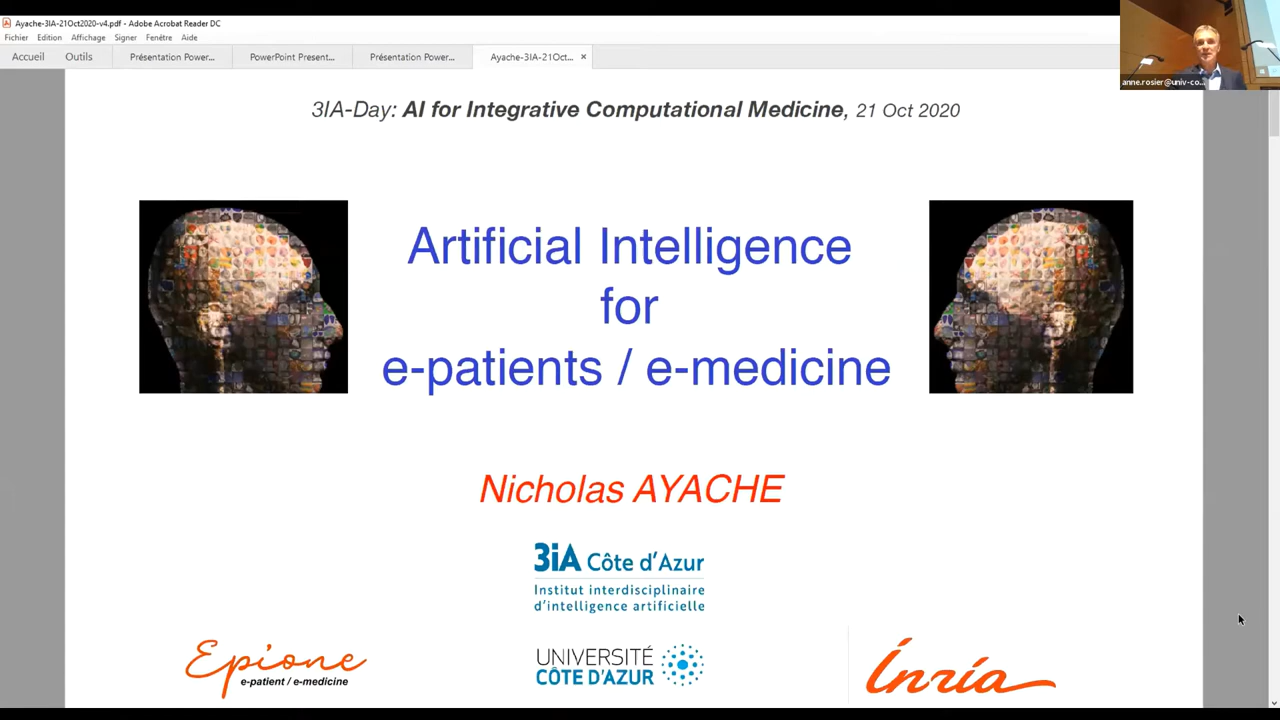 Ayache-3IA-21Oct2020-v4.pdf - Adobe Acrobat Reader DC
Fichier Edition Affichage Signer Fenêtre Aide
Accueil Outils Présentation Power... PowerPoint Present... Présentation Power... Ayache-3IA-21Oct... ×
anne.rosier@univ-co...
3IA-Day: AI for Integrative Computational Medicine, 21 Oct 2020
Artificial Intelligence
for
e-patients / e-medicine
Nicholas AYACHE
3iA Côte d'Azur
Institut interdisciplinaire
d'intelligence artificielle
Epione
e-patient / e-medicine
UNIVERSITÉ
CÔTE D'AZUR
Inría